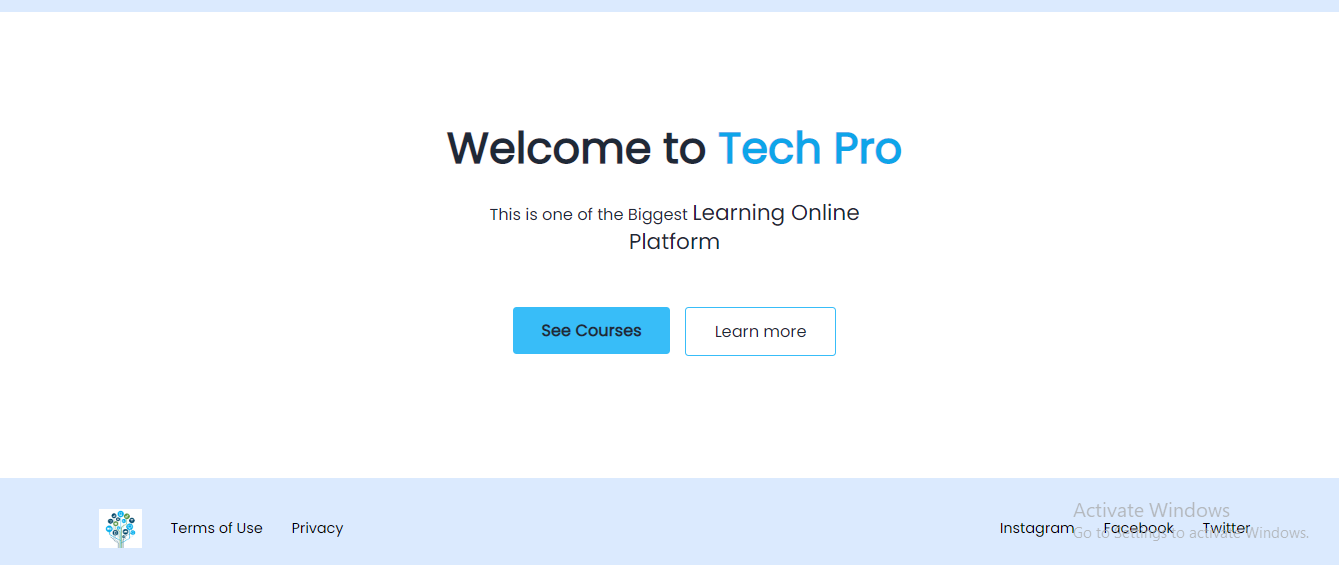 Welcome to Tech Pro
This is one of the Biggest Learning Online
Platform
See Courses
Learn more
Terms of Use
Privacy
Instagram
Facebook
Twitter
Activate Windows
Go to Settings to activate Windows.